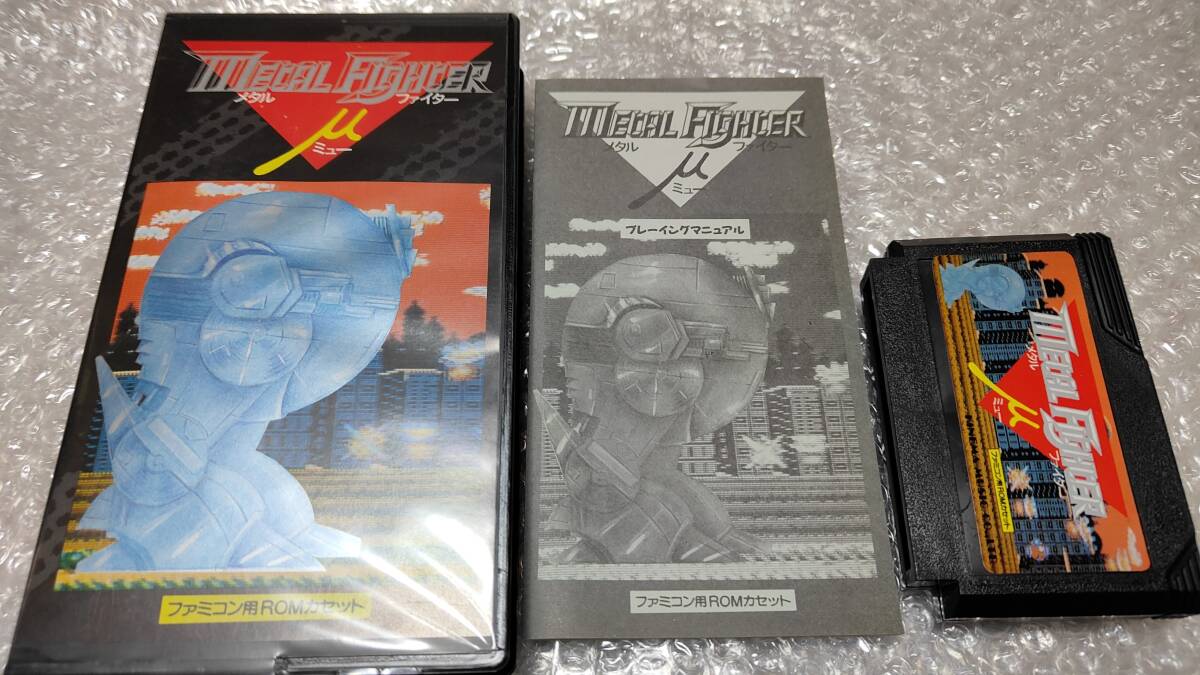 METAL FIGHTER
メタル ファイター
μ
ミュー
ファミコン用ROMカセット
METAL FIGHTER
メタル ファイター
μ
ミュー
プレーイングマニュアル
ファミコン用ROMカセット
METAL FIGHTER
メタル ファイター
μ
ミュー
ファミコン用ROMカセット